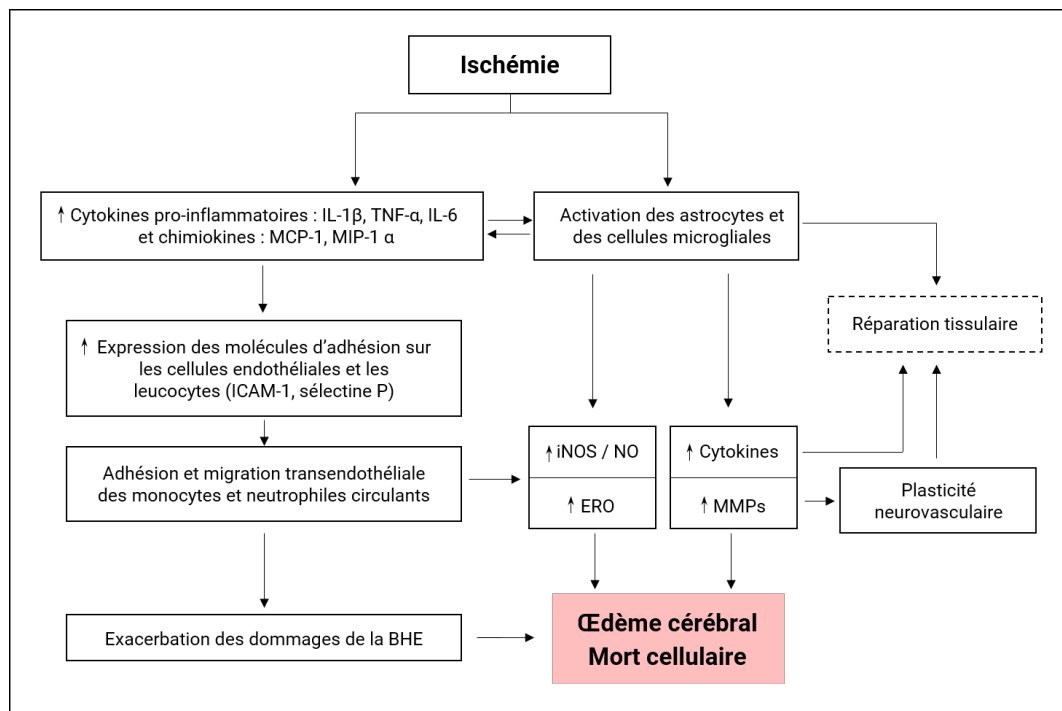 Ischémie
↑ Cytokines pro-inflammatoires : IL-1β, TNF-α, IL-6
et chimiokines : MCP-1, MIP-1 α
Activation des astrocytes et
des cellules microgliales
Réparation tissulaire
↑ Expression des molécules d’adhésion sur
les cellules endothéliales et les
leucocytes (ICAM-1, sélectine P)
Adhésion et migration transendothéliale
des monocytes et neutrophiles circulants
↑ iNOS / NO
↑ ERO
↑ Cytokines
↑ MMPs
Plasticité
neurovasculaire
Exacerbation des dommages de la BHE
Œdème cérébral
Mort cellulaire